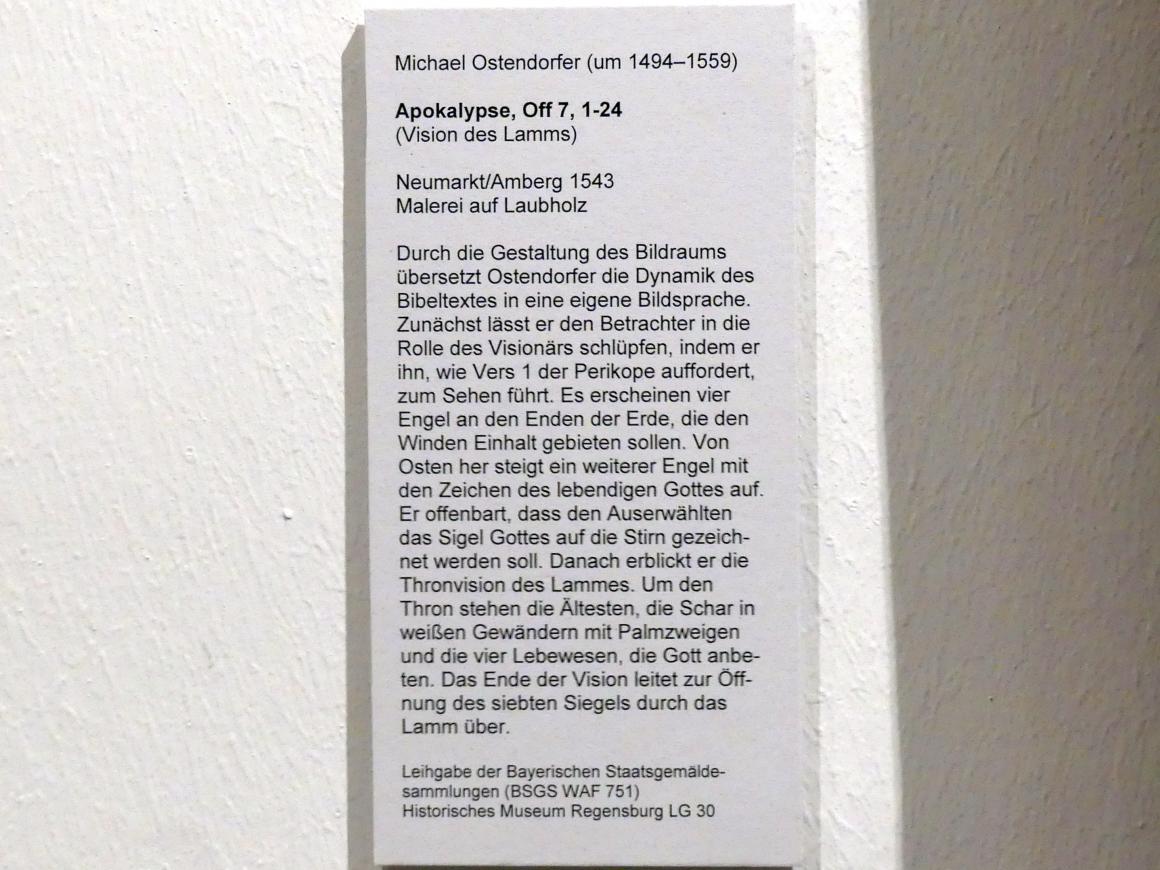 Michael Ostendorfer (um 1494–1559)
Apokalypse, Off 7, 1-24
(Vision des Lamms)
Neumarkt/Amberg 1543
Malerei auf Laubholz
Durch die Gestaltung des Bildraums
übersetzt Ostendorfer die Dynamik des
Bibeltextes in eine eigene Bildsprache.
Zunächst lässt er den Betrachter in die
Rolle des Visionärs schlüpfen, indem er
ihn, wie Vers 1 der Perikope auffordert,
zum Sehen führt. Es erscheinen vier
Engel an den Enden der Erde, die den
Winden Einhalt gebieten sollen. Von
Osten her steigt ein weiterer Engel mit
den Zeichen des lebendigen Gottes auf.
Er offenbart, dass den Auserwählten
das Sigel Gottes auf die Stirn gezeich-
net werden soll. Danach erblickt er die
Thronvision des Lammes. Um den
Thron stehen die Ältesten, die Schar in
weißen Gewändern mit Palmzweigen
und die vier Lebewesen, die Gott anbe-
ten. Das Ende der Vision leitet zur Öff-
nung des siebten Siegels durch das
Lamm über.
Leihgabe der Bayerischen Staatsgemälde-
sammlungen (BSGS WAF 751)
Historisches Museum Regensburg LG 30